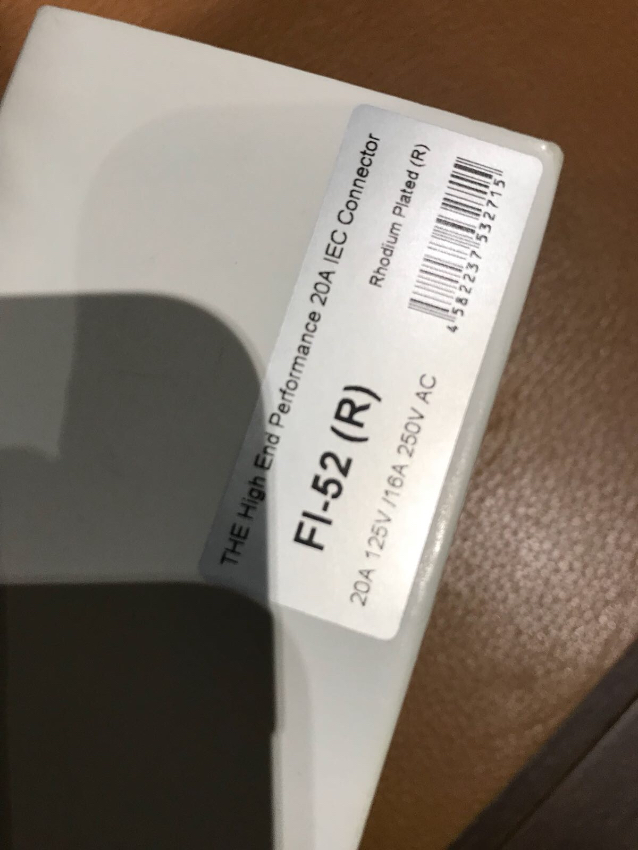 THE High End Performance 20A IEC Connector
FI-52 (R)
Rhodium Plated (R)
20A 125V /16A 250V AC
4582237532715